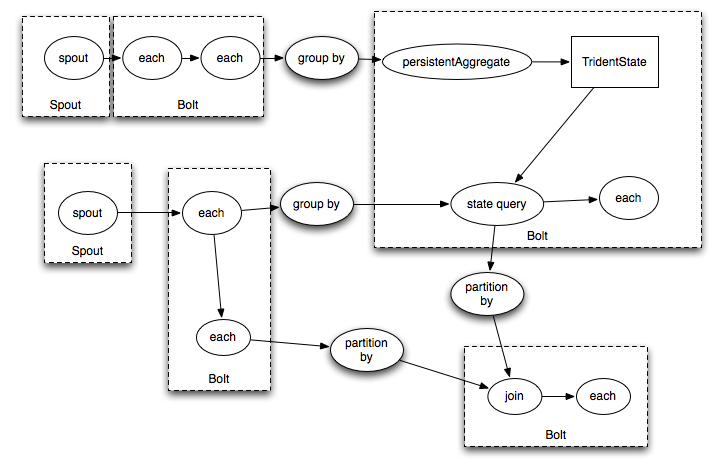 spout
each
each
group by
persistentAggregate
TridentState
Spout
Bolt
spout
each
group by
state query
each
Spout
Bolt
partition
by
each
partition
by
Bolt
join
each
Bolt